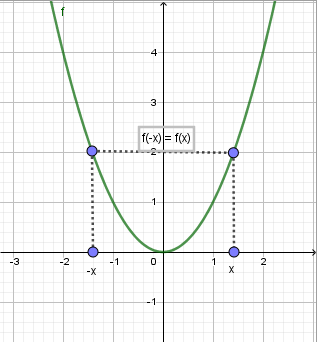 f
4
3
f(-x) = f(x)
2
1
-3 -2 -1 0 1 2
-x x
-1